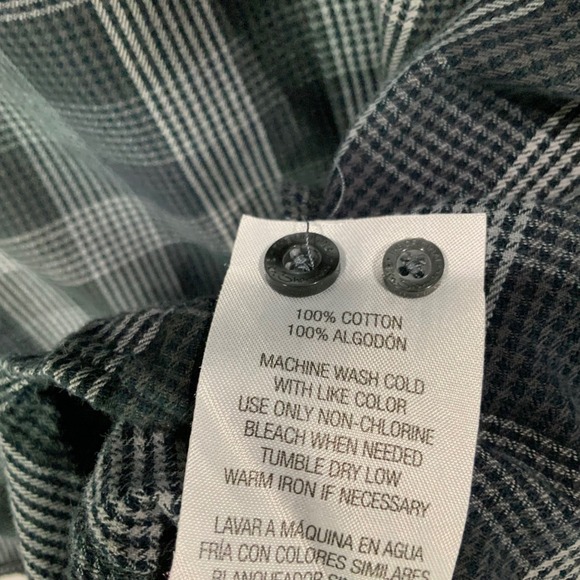 100% COTTON
100% ALGODÓN
MACHINE WASH COLD
WITH LIKE COLOR
USE ONLY NON-CHLORINE
BLEACH WHEN NEEDED
TUMBLE DRY LOW
WARM IRON IF NECESSARY
LAVAR A MÁQUINA EN AGUA
FRÍA CON COLORES SIMILARES
BLANQUEADOR